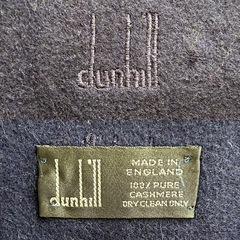 dunhill
dunhill
MADE IN
ENGLAND
100% PURE
CASHMERE
DRY CLEAN ONLY